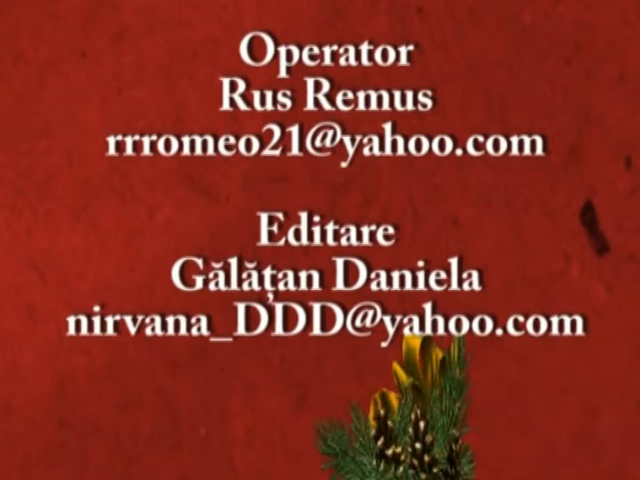 Operator
Rus Remus
rrromeo21@yahoo.com
Editare
Gălățan Daniela
nirvana_DDD@yahoo.com